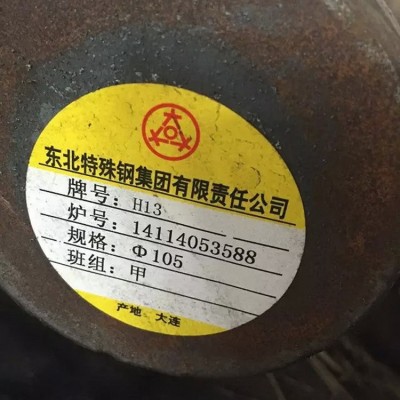 东北特殊钢集团有限责任公司
牌号: H13
炉号: 14114053588
规格: Φ105
班组: 甲
产地 大连